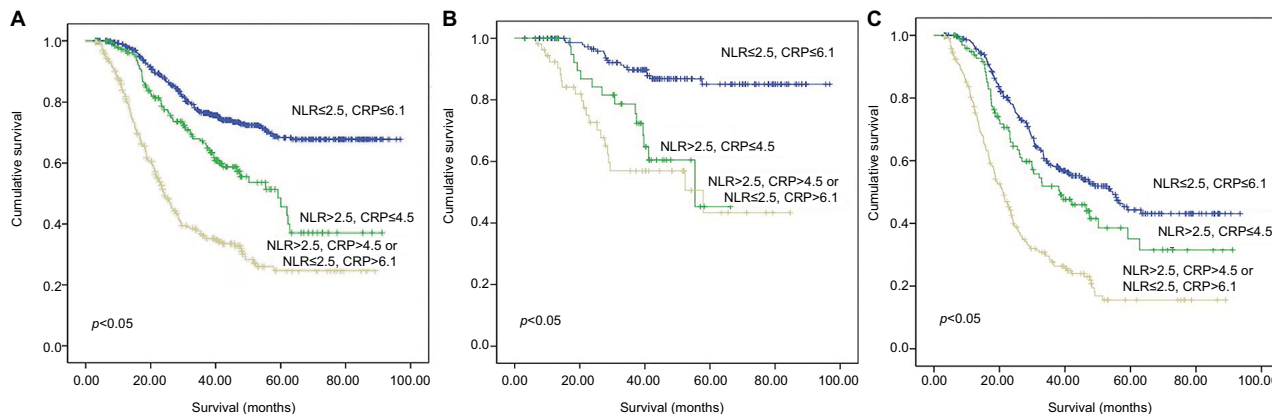 A
Cumulative survival
1.0
0.8
0.6
0.4
0.2
0.0
NLR≤2.5, CRP≤6.1
NLR>2.5, CRP≤4.5
NLR>2.5, CRP>4.5 or
NLR≤2.5, CRP>6.1
p<0.05
0.00 20.00 40.00 60.00 80.00 100.00
Survival (months)
B
Cumulative survival
1.0
0.8
0.6
0.4
0.2
0.0
NLR≤2.5, CRP≤6.1
NLR>2.5, CRP≤4.5
NLR>2.5, CRP>4.5 or
NLR≤2.5, CRP>6.1
p<0.05
0.00 20.00 40.00 60.00 80.00 100.00
Survival (months)
C
Cumulative survival
1.0
0.8
0.6
0.4
0.2
0.0
NLR≤2.5, CRP≤6.1
NLR>2.5, CRP≤4.5
NLR>2.5, CRP>4.5 or
NLR≤2.5, CRP>6.1
p<0.05
0.00 20.00 40.00 60.00 80.00 100.00
Survival (months)